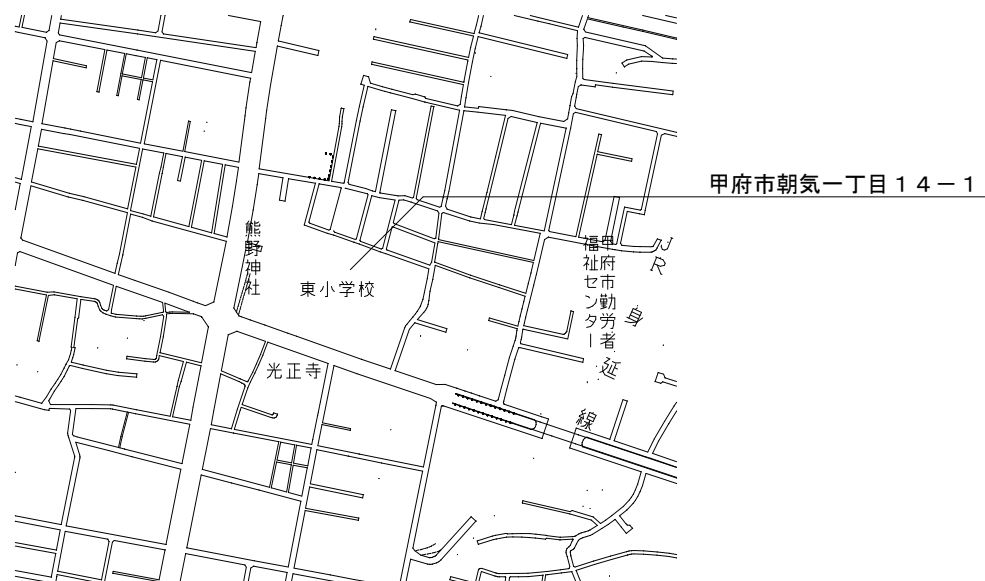 甲府市朝気一丁目１４－１
熊野神社
東小学校
甲府市勤労者
福祉センター
光正寺
JR身延線